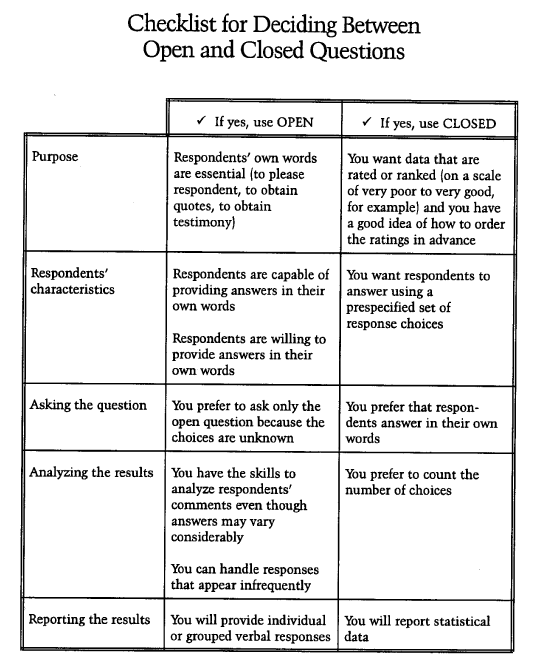 Checklist for Deciding Between
Open and Closed Questions
✓ If yes, use OPEN
✓ If yes, use CLOSED
Purpose
Respondents' own words
are essential (to please
respondent, to obtain
quotes, to obtain
testimony)
You want data that are
rated or ranked (on a scale
of very poor to very good,
for example) and you have
a good idea of how to order
the ratings in advance
Respondents'
characteristics
Respondents are capable of
providing answers in their
own words
Respondents are willing to
provide answers in their
own words
You want respondents to
answer using a
prespecified set of
response choices
Asking the question
You prefer to ask only the
open question because the
choices are unknown
You prefer that respon-
dents answer in their own
words
Analyzing the results
You have the skills to
analyze respondents'
comments even though
answers may vary
considerably
You can handle responses
that appear infrequently
You prefer to count the
number of choices
Reporting the results
You will provide individual
or grouped verbal responses
You will report statistical
data